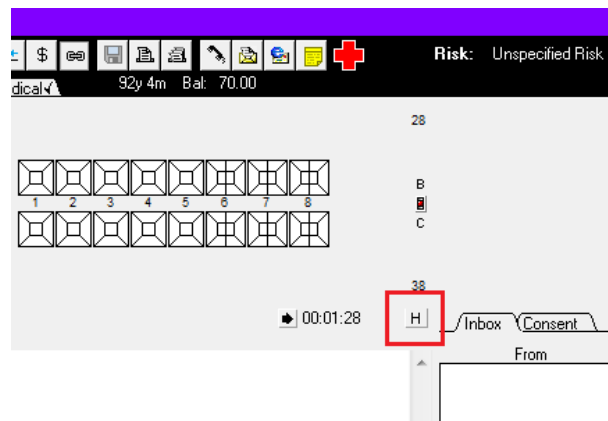 $
Risk: Unspecified Risk
dical√ 92y 4m Bal: 70.00
28
B
1 2 3 4 5 6 7 8
C
38
00:01:28 H
Inbox Consent
From